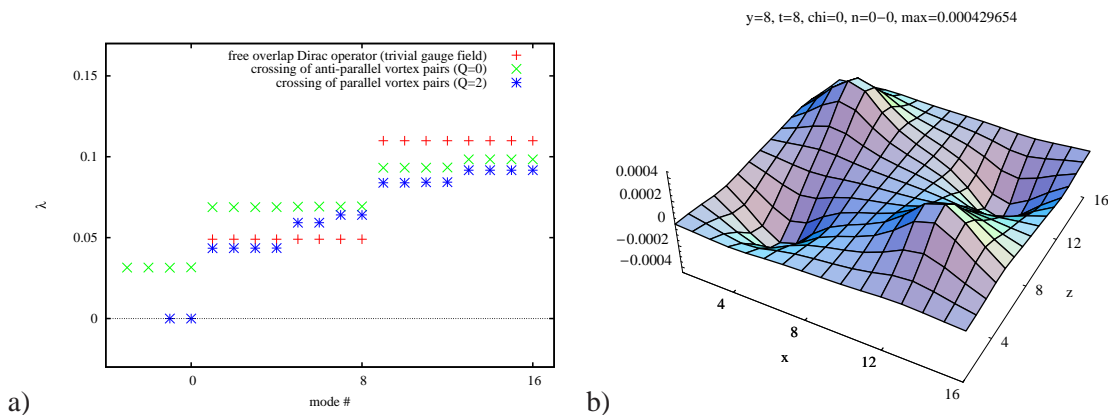 free overlap Dirac operator (trivial gauge field)
crossing of anti-parallel vortex pairs (Q=0)
crossing of parallel vortex pairs (Q=2)
0.15
0.1
0.05
0
λ
0
8
16
mode #
a)
y=8, t=8, chi=0, n=0−0, max=0.000429654
0.0004
0.0002
0
−0.0002
−0.0004
4
8
12
16
x
4
8
12
16
z
b)